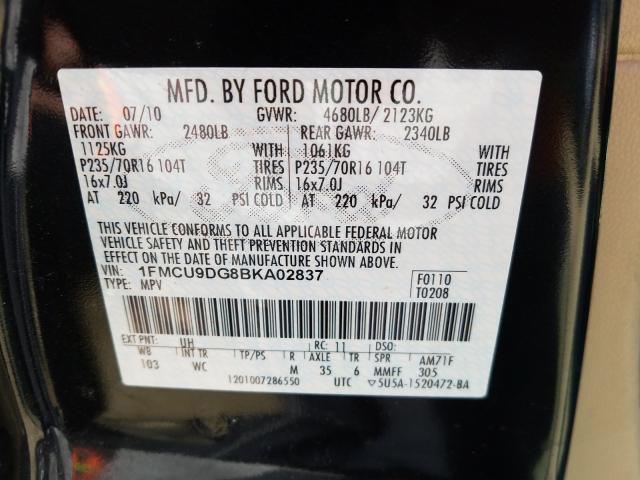 MFD. BY FORD MOTOR CO.
DATE: 07/10 GVWR: 4680LB/ 2123KG
FRONT GAWR: 2480LB REAR GAWR: 2340LB
1125KG WITH 1061KG WITH
P235/70R16 104T TIRES P235/70R16 104T TIRES
16x7.0J RIMS 16x7.0J RIMS
AT 220 kPa/ 32 PSI COLD AT 220 kPa/ 32 PSI COLD
THIS VEHICLE CONFORMS TO ALL APPLICABLE FEDERAL MOTOR
VEHICLE SAFETY AND THEFT PREVENTION STANDARDS IN
EFFECT ON THE DATE OF MANUFACTURE SHOWN ABOVE.
VIN: 1FMCU9DG8BKA02837 F0110
TYPE: MPV T0208
EXT PNT: UH RC: 11 DSO:
WB INT TR TP/PS R AXLE TR SPR AM71F
103 WC M 35 6 MMFF 305
1201007286550 UTC ▽5U5A-1520472-BA